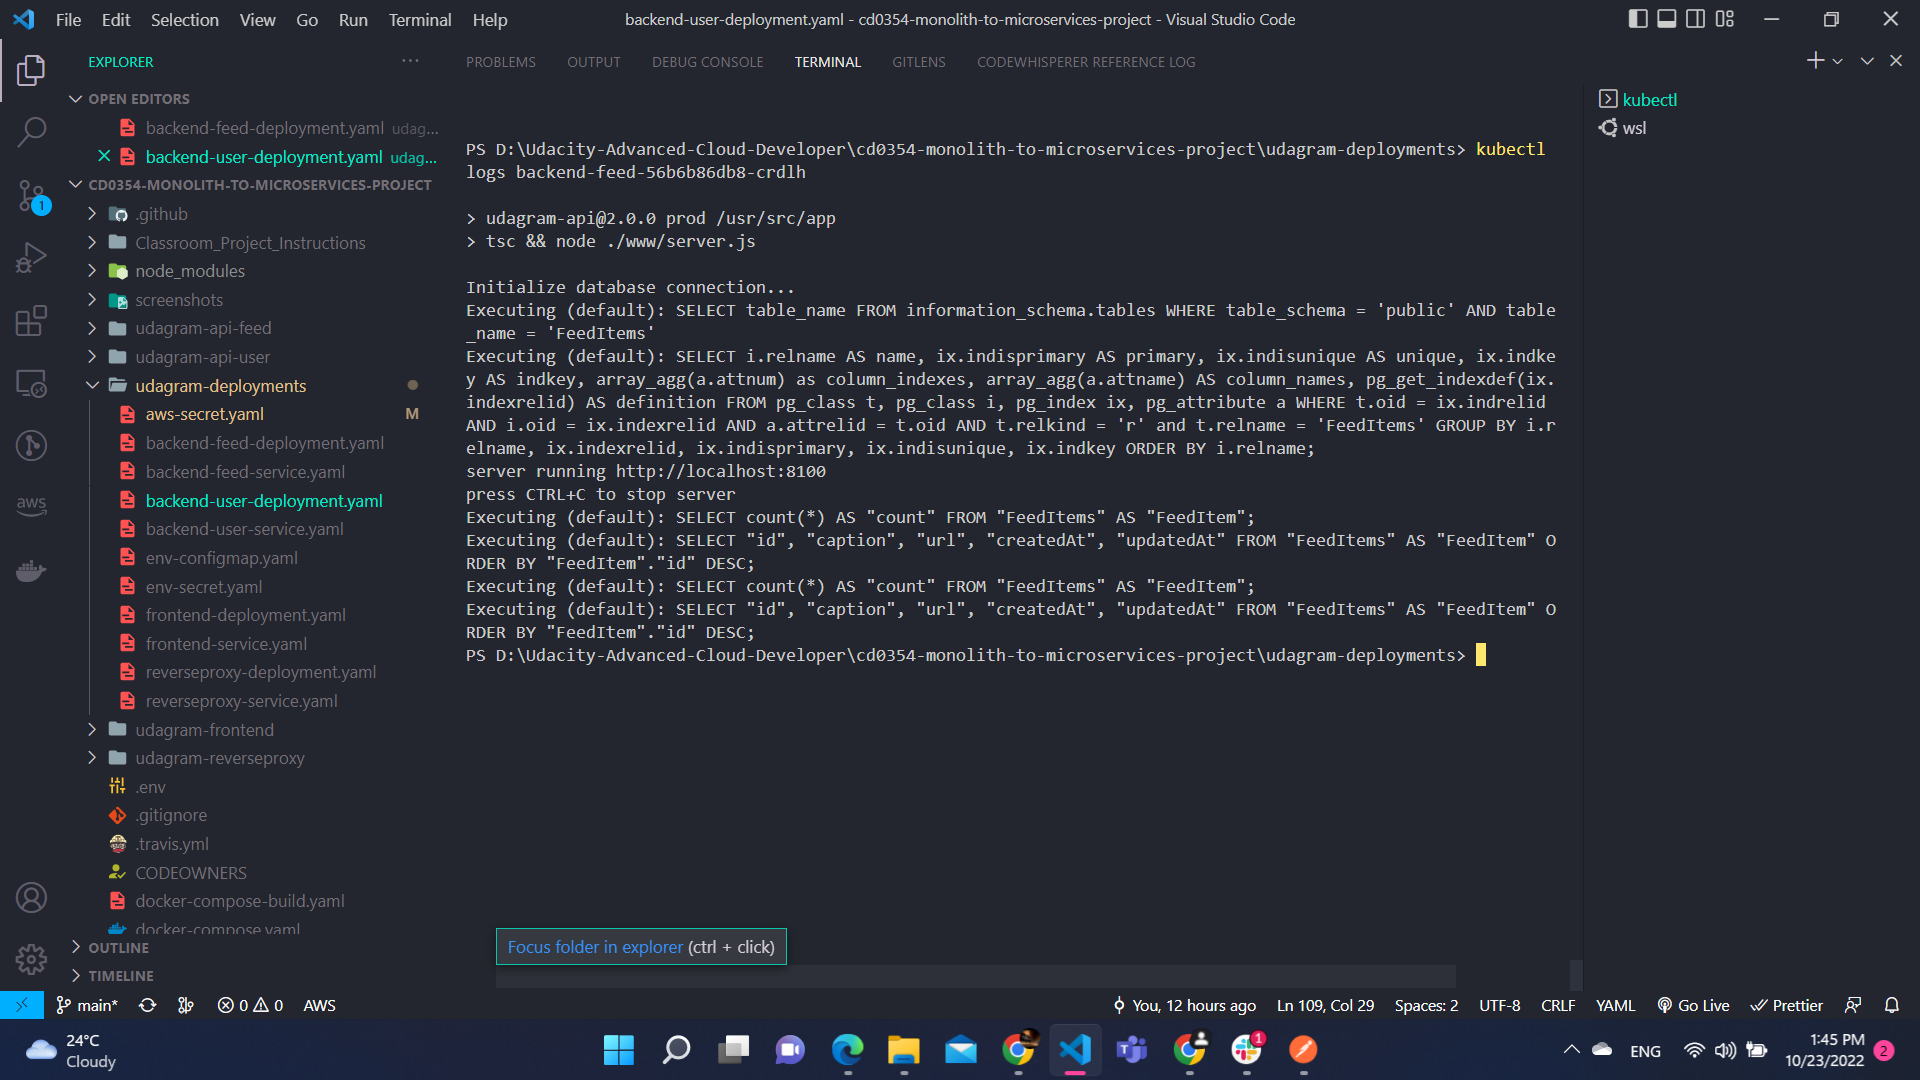 File Edit Selection View Go Run Terminal Help
backend-user-deployment.yaml - cd0354-monolith-to-microservices-project - Visual Studio Code
EXPLORER
OPEN EDITORS
backend-feed-deployment.yaml udag...
backend-user-deployment.yaml udag...
CD0354-MONOLITH-TO-MICROSERVICES-PROJECT
.github
Classroom_Project_Instructions
node_modules
screenshots
udagram-api-feed
udagram-api-user
udagram-deployments
aws-secret.yaml M
backend-feed-deployment.yaml
backend-feed-service.yaml
backend-user-deployment.yaml
backend-user-service.yaml
env-configmap.yaml
env-secret.yaml
frontend-deployment.yaml
frontend-service.yaml
reverseproxy-deployment.yaml
reverseproxy-service.yaml
udagram-frontend
udagram-reverseproxy
.env
.gitignore
.travis.yml
CODEOWNERS
docker-compose-build.yaml
docker-compose.yaml
OUTLINE
TIMELINE
1
aws
PROBLEMS OUTPUT DEBUG CONSOLE TERMINAL GITLENS CODEWHISPERER REFERENCE LOG
PS D:\Udacity-Advanced-Cloud-Developer\cd0354-monolith-to-microservices-project\udagram-deployments> kubectl
logs backend-feed-56b6b86db8-crdlh
> udagram-api@2.0.0 prod /usr/src/app
> tsc && node ./www/server.js
Initialize database connection...
Executing (default): SELECT table_name FROM information_schema.tables WHERE table_schema = 'public' AND table
_name = 'FeedItems'
Executing (default): SELECT i.relname AS name, ix.indisprimary AS primary, ix.indisunique AS unique, ix.indke
y AS indkey, array_agg(a.attnum) as column_indexes, array_agg(a.attname) AS column_names, pg_get_indexdef(ix.
indexrelid) AS definition FROM pg_class t, pg_class i, pg_index ix, pg_attribute a WHERE t.oid = ix.indrelid
AND i.oid = ix.indexrelid AND a.attrelid = t.oid AND t.relkind = 'r' and t.relname = 'FeedItems' GROUP BY i.r
elname, ix.indexrelid, ix.indisprimary, ix.indisunique, ix.indkey ORDER BY i.relname;
server running http://localhost:8100
press CTRL+C to stop server
Executing (default): SELECT count(*) AS "count" FROM "FeedItems" AS "FeedItem";
Executing (default): SELECT "id", "caption", "url", "createdAt", "updatedAt" FROM "FeedItems" AS "FeedItem" O
RDER BY "FeedItem"."id" DESC;
Executing (default): SELECT count(*) AS "count" FROM "FeedItems" AS "FeedItem";
Executing (default): SELECT "id", "caption", "url", "createdAt", "updatedAt" FROM "FeedItems" AS "FeedItem" O
RDER BY "FeedItem"."id" DESC;
PS D:\Udacity-Advanced-Cloud-Developer\cd0354-monolith-to-microservices-project\udagram-deployments>
kubectl
wsl
Focus folder in explorer (ctrl + click)
main* 0 0 AWS
You, 12 hours ago Ln 109, Col 29 Spaces: 2 UTF-8 CRLF YAML Go Live Prettier
24°C
Cloudy
1
ENG
1:45 PM
10/23/2022
2